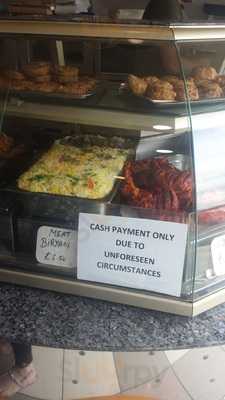 CASH PAYMENT ONLY
DUE TO
UNFORESEEN
CIRCUMSTANCES
MEAT
BIRYANI